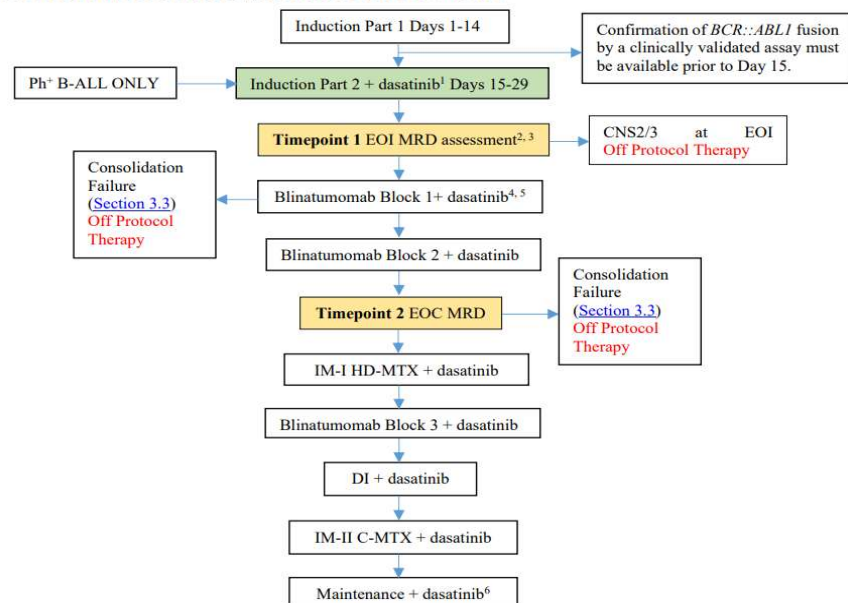 Induction Part 1 Days 1-14
Confirmation of BCR::ABL1 fusion
by a clinically validated assay must
be available prior to Day 15.
Ph+ B-ALL ONLY
Induction Part 2 + dasatinib1 Days 15-29
Timepoint 1 EOI MRD assessment2, 3
CNS2/3 at EOI
Off Protocol Therapy
Consolidation
Failure
(Section 3.3)
Off Protocol
Therapy
Blinatumomab Block 1+ dasatinib4, 5
Blinatumomab Block 2 + dasatinib
Consolidation
Failure
(Section 3.3)
Off Protocol
Therapy
Timepoint 2 EOC MRD
IM-I HD-MTX + dasatinib
Blinatumomab Block 3 + dasatinib
DI + dasatinib
IM-II C-MTX + dasatinib
Maintenance + dasatinib6